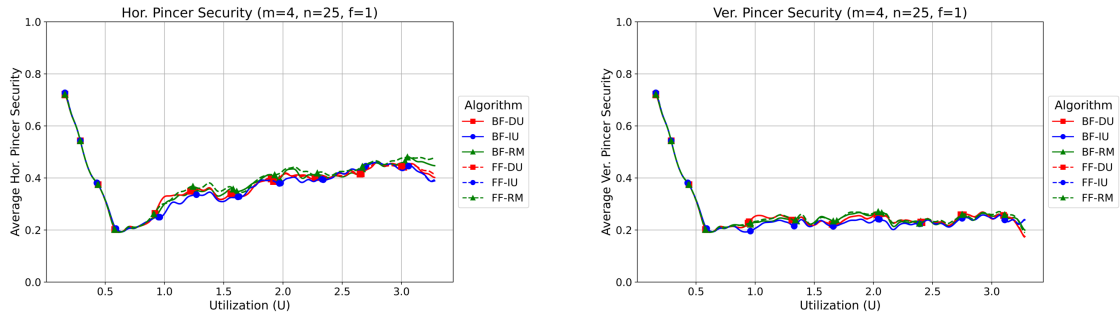 Hor. Pincer Security (m=4, n=25, f=1)
Average Hor. Pincer Security
1.0
0.8
0.6
0.4
0.2
0.0
0.5
1.0
1.5
2.0
2.5
3.0
Utilization (U)
Algorithm
BF-DU
BF-IU
BF-RM
FF-DU
FF-IU
FF-RM
Ver. Pincer Security (m=4, n=25, f=1)
Average Ver. Pincer Security
1.0
0.8
0.6
0.4
0.2
0.0
0.5
1.0
1.5
2.0
2.5
3.0
Utilization (U)
Algorithm
BF-DU
BF-IU
BF-RM
FF-DU
FF-IU
FF-RM